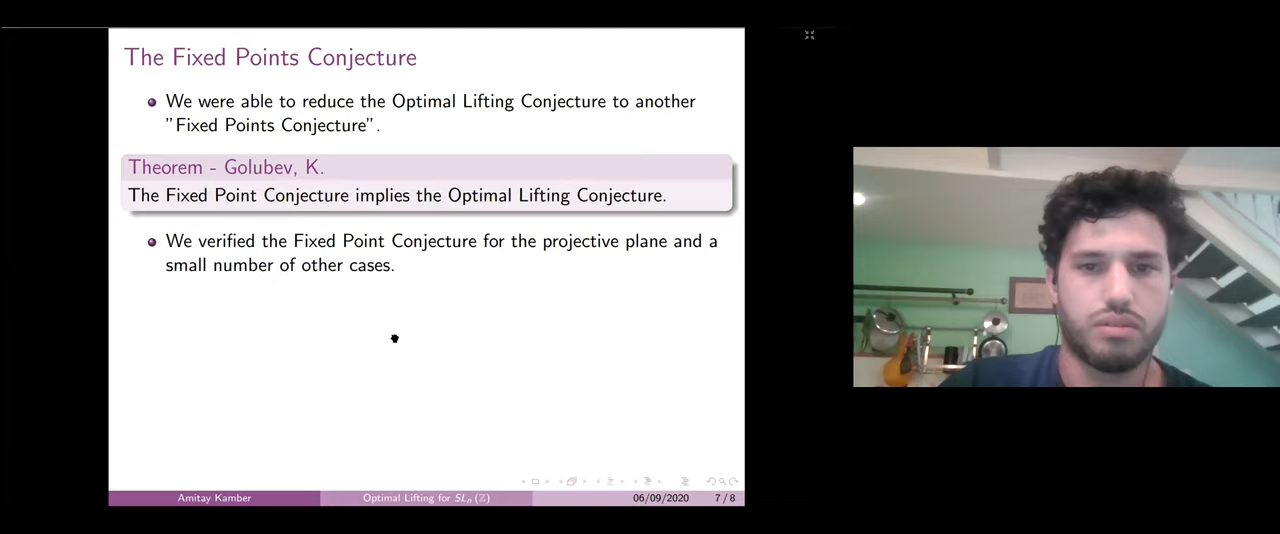 The Fixed Points Conjecture
We were able to reduce the Optimal Lifting Conjecture to another
"Fixed Points Conjecture".
Theorem - Golubev, K.
The Fixed Point Conjecture implies the Optimal Lifting Conjecture.
We verified the Fixed Point Conjecture for the projective plane and a
small number of other cases.
Amitay Kamber
Optimal Lifting for SLn(ℤ)
06/09/2020
7 / 8